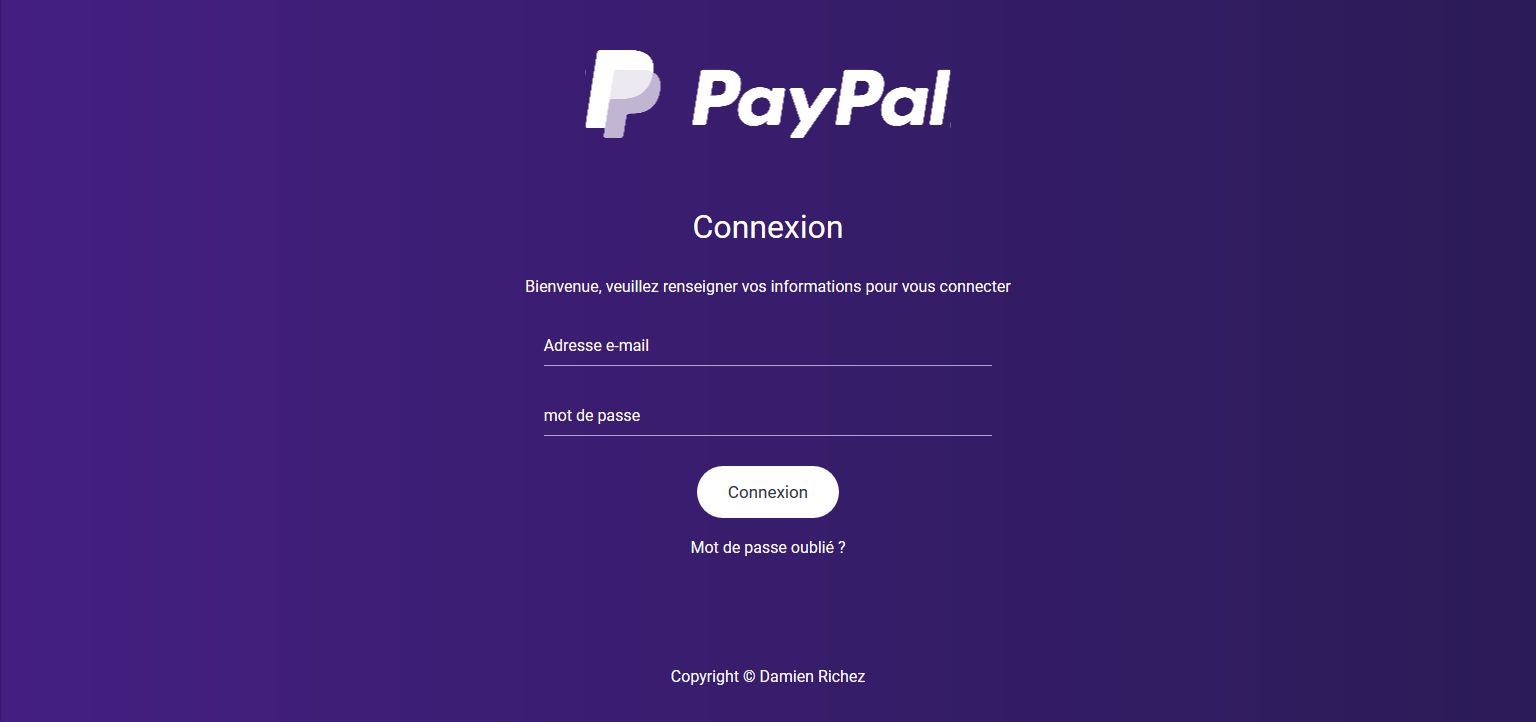 PayPal
Connexion
Bienvenue, veuillez renseigner vos informations pour vous connecter
Adresse e-mail
mot de passe
Connexion
Mot de passe oublié ?
Copyright © Damien Richez